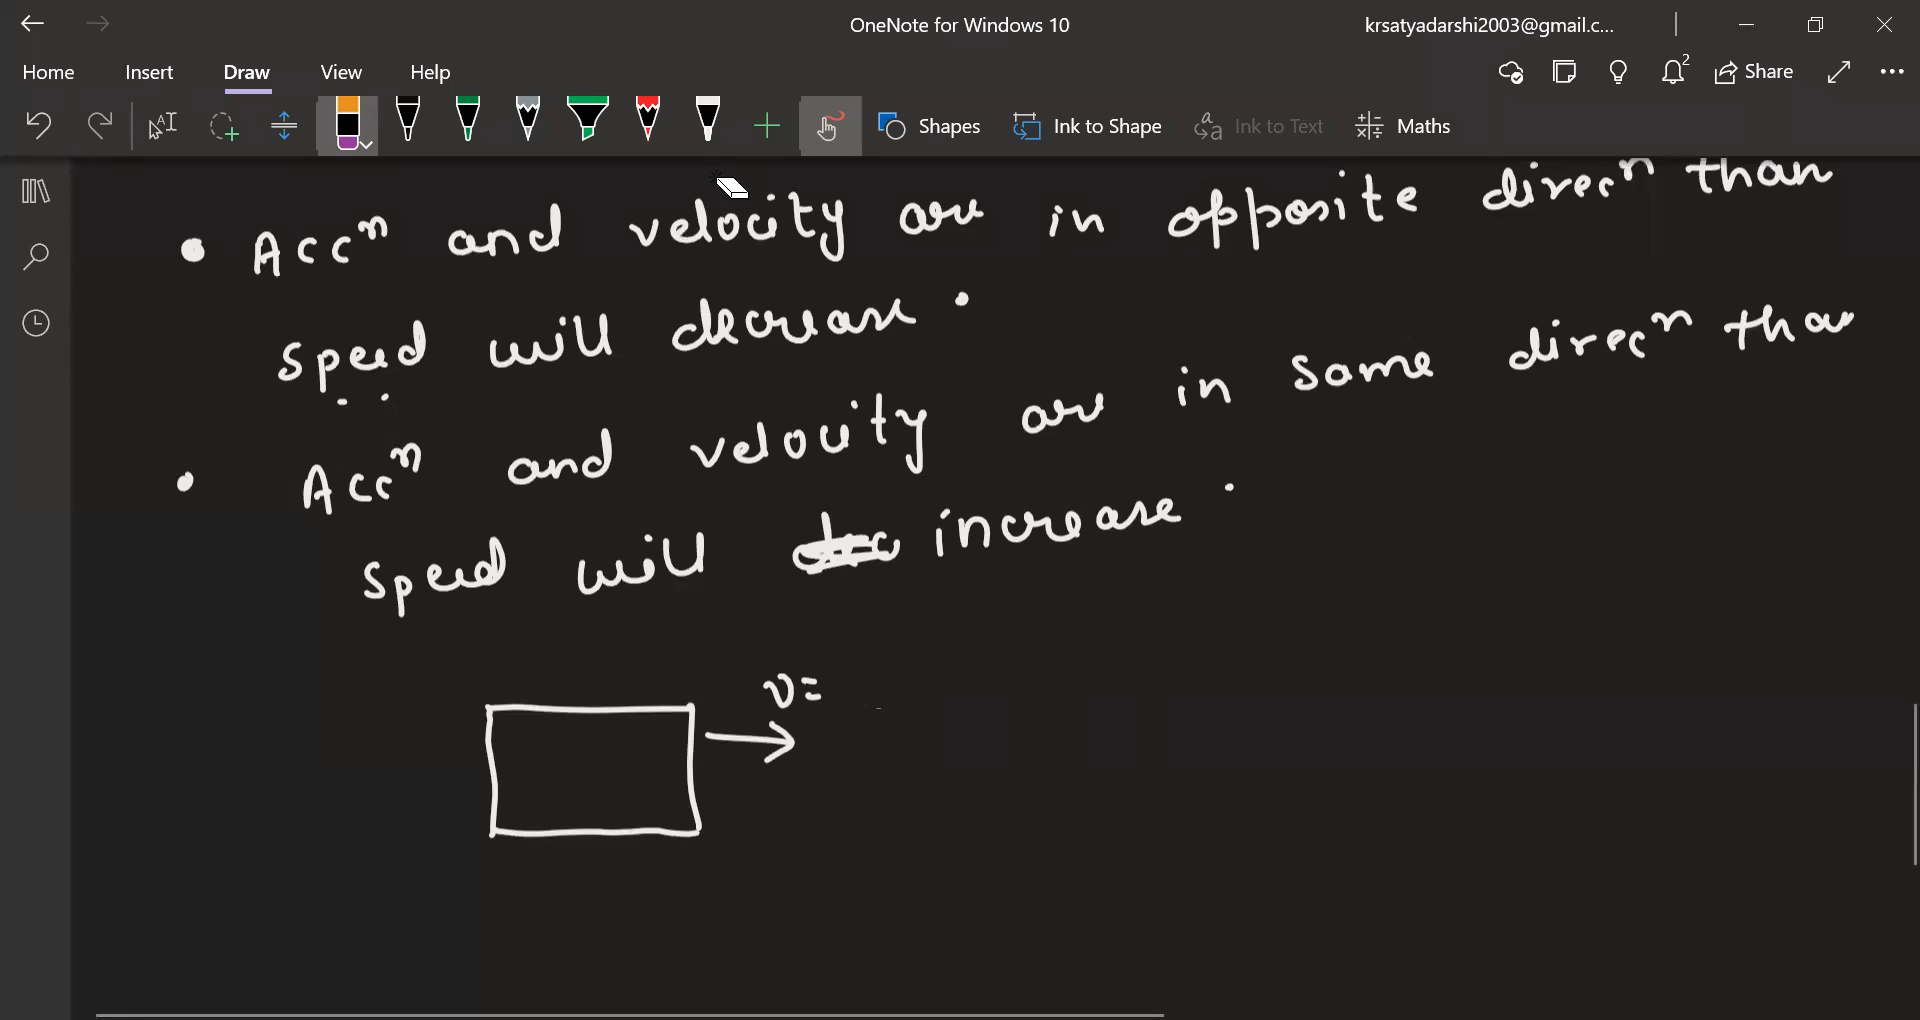 OneNote for Windows 10
krsatyadarshi2003@gmail.c...
Home Insert Draw View Help
2 Share
Shapes Ink to Shape Ink to Text Maths
• Accⁿ and velocity are in opposite direcⁿ than
speed will decrease .
• Accⁿ and velocity are in same direcⁿ than
speed will increase .
v=